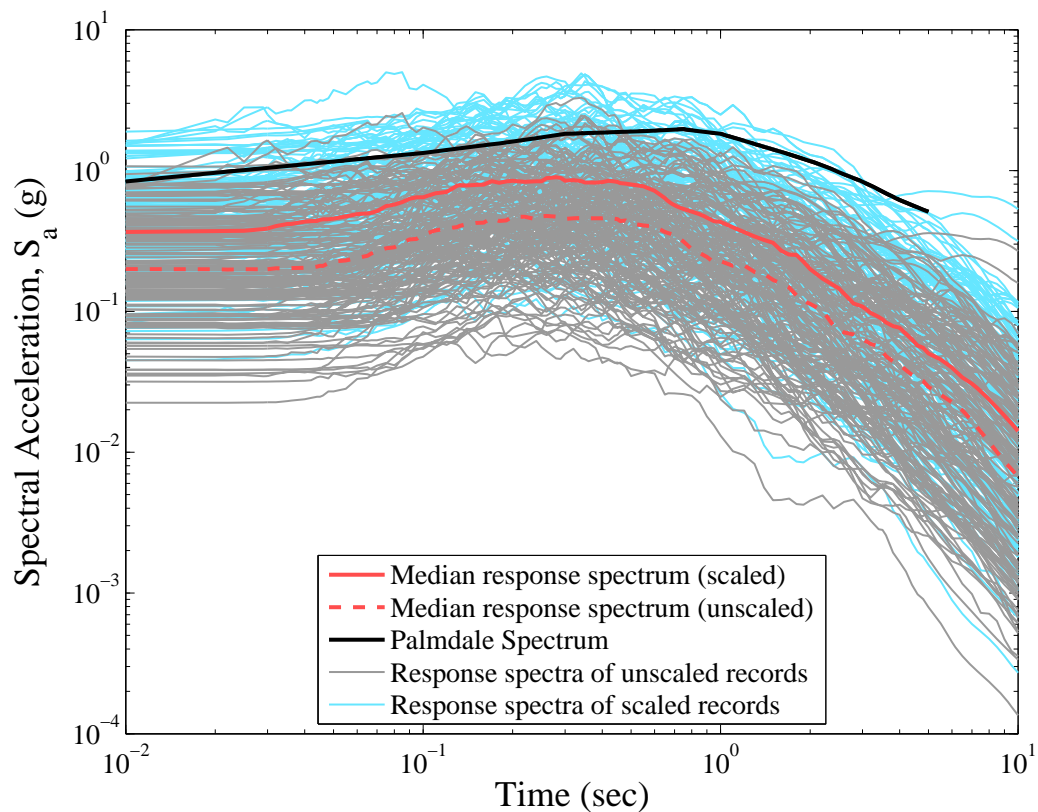 10^1
10^0
10^-1
10^-2
10^-3
10^-4
Spectral Acceleration, S_a (g)
Median response spectrum (scaled)
Median response spectrum (unscaled)
Palmdale Spectrum
Response spectra of unscaled records
Response spectra of scaled records
10^-2 10^-1 10^0 10^1
Time (sec)